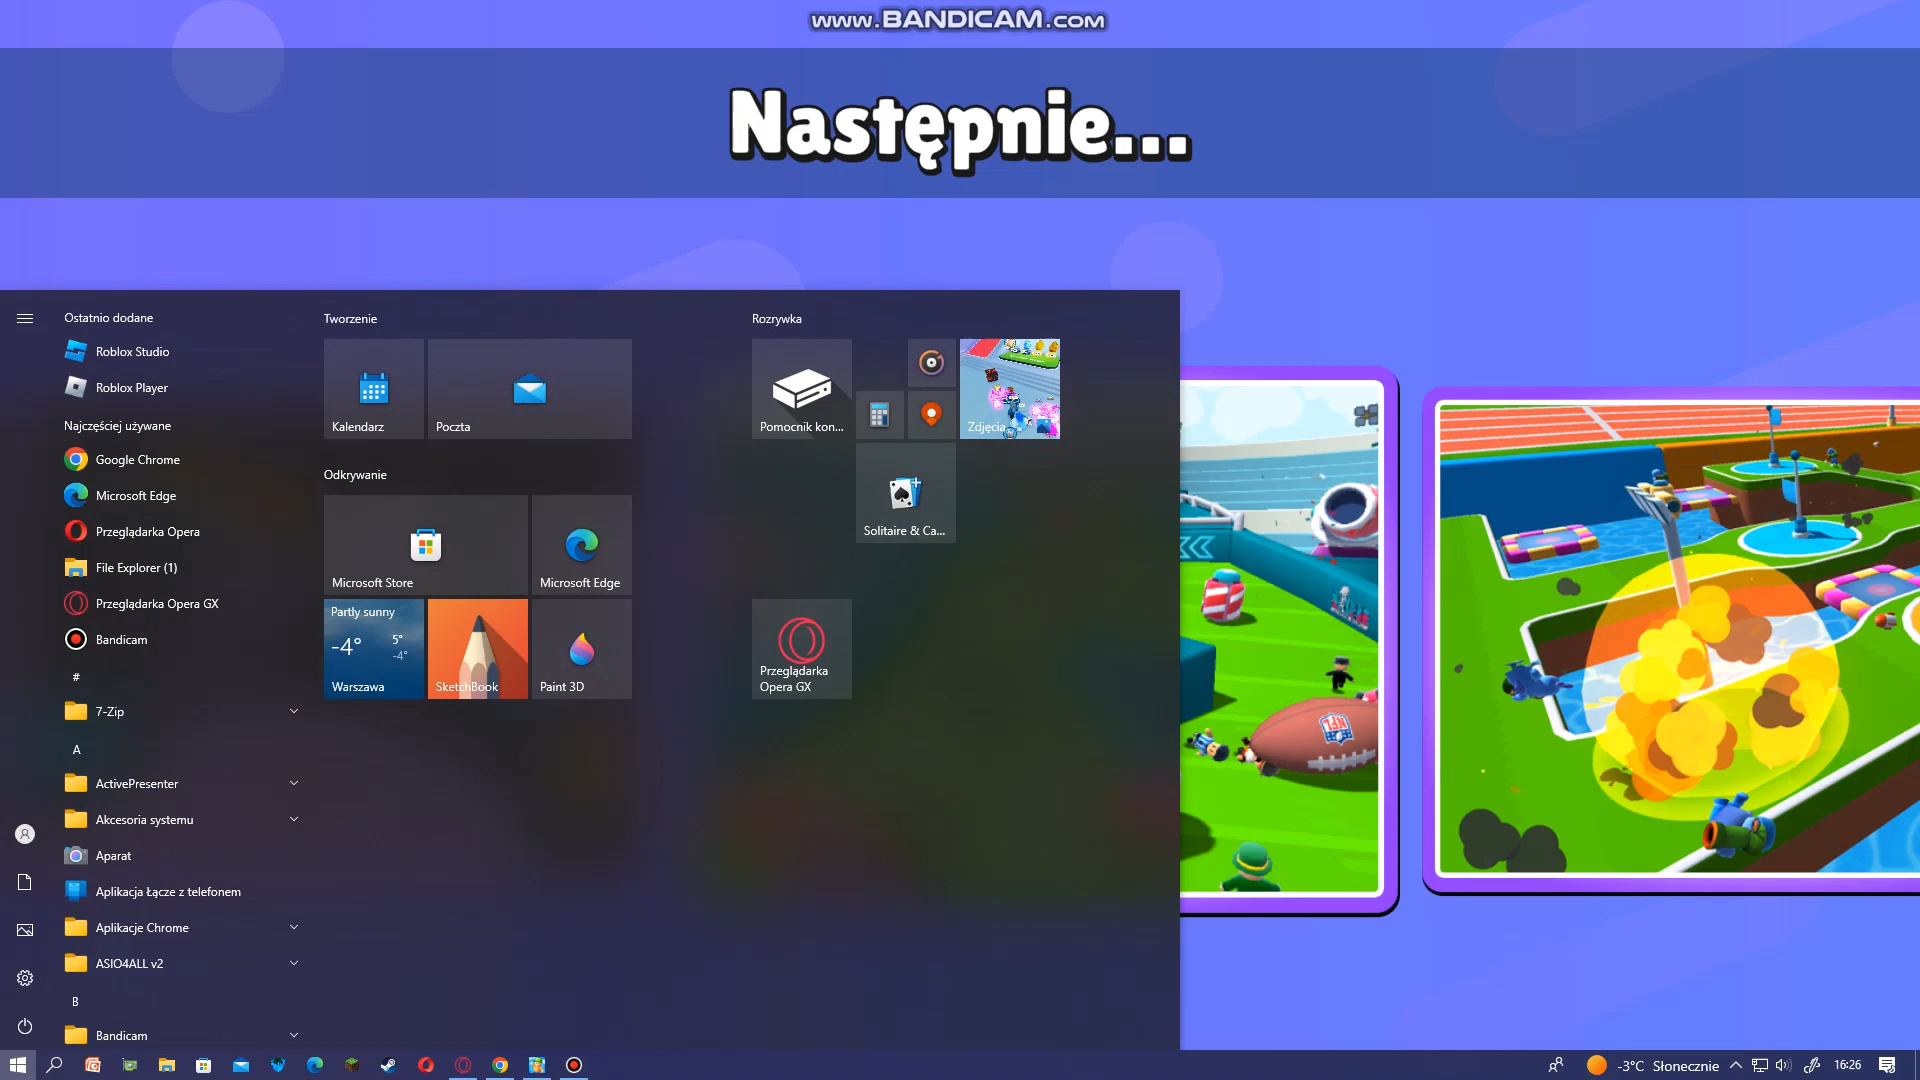 www.BANDICAM.com
Następnie...
Ostatnio dodane
Roblox Studio
Roblox Player
Najczęściej używane
Google Chrome
Microsoft Edge
Przeglądarka Opera
File Explorer (1)
Przeglądarka Opera GX
Bandicam
#
7-Zip
A
ActivePresenter
Akcesoria systemu
Aparat
Aplikacja Łącze z telefonem
Aplikacje Chrome
ASIO4ALL v2
B
Bandicam
Tworzenie
Kalendarz
Poczta
Odkrywanie
Microsoft Store
Microsoft Edge
Partly sunny
-4° 5°
-4°
Warszawa
SketchBook
Paint 3D
Rozrywka
Pomocnik kon...
Zdjęcia
Solitaire & Ca...
Przeglądarka
Opera GX
NFL
-3°C Słonecznie
16:26